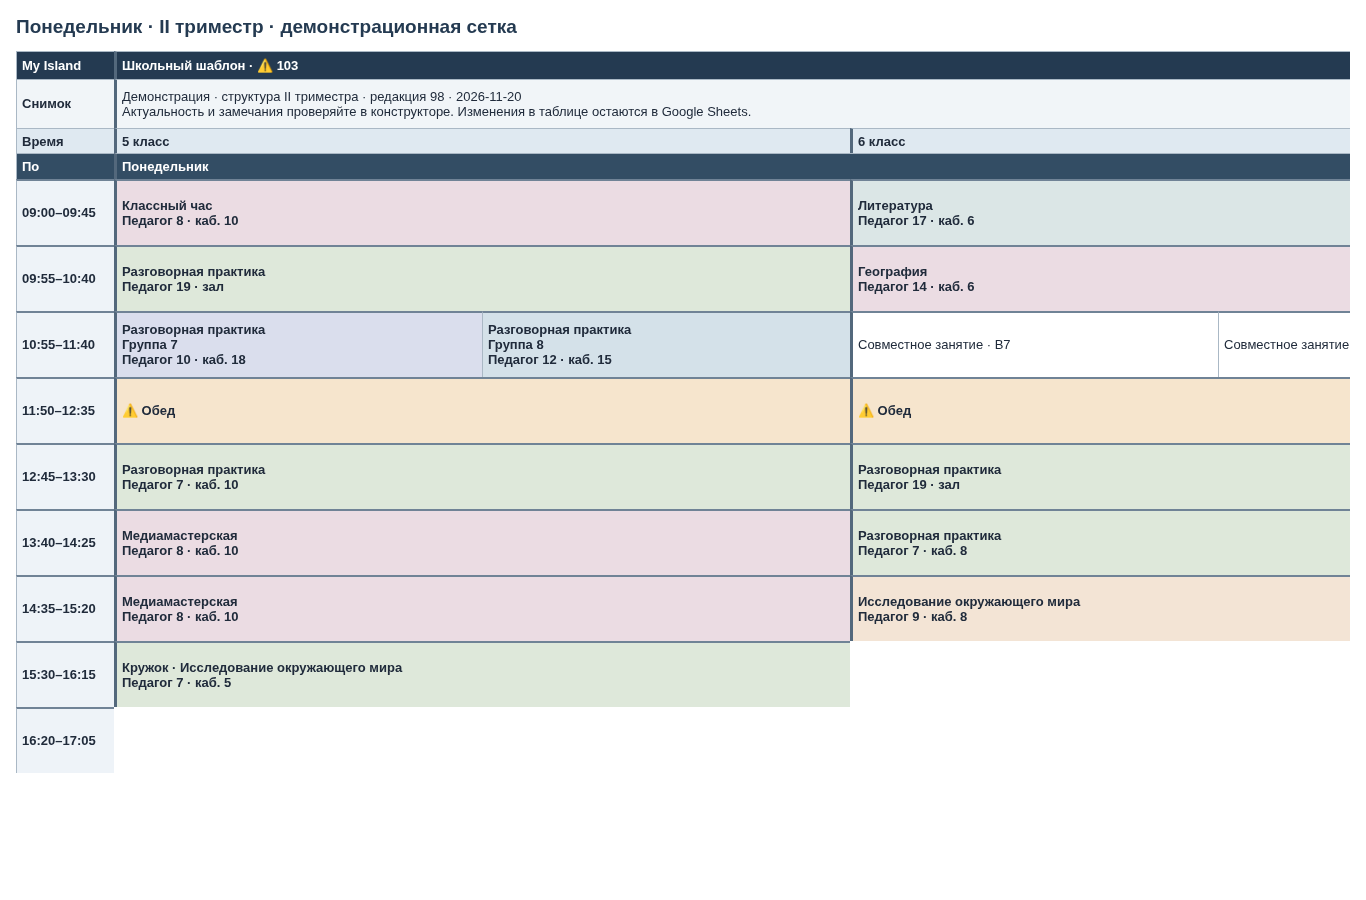 Понедельник · II триместр · демонстрационная сетка
My Island
Школьный шаблон · ⚠️ 103
Снимок
Демонстрация · структура II триместра · редакция 98 · 2026-11-20
Актуальность и замечания проверяйте в конструкторе. Изменения в таблице остаются в Google Sheets.
Время
5 класс
6 класс
По
Понедельник
09:00–09:45
Классный час
Педагог 8 · каб. 10
Литература
Педагог 17 · каб. 6
09:55–10:40
Разговорная практика
Педагог 19 · зал
География
Педагог 14 · каб. 6
10:55–11:40
Разговорная практика
Группа 7
Педагог 10 · каб. 18
Разговорная практика
Группа 8
Педагог 12 · каб. 15
Совместное занятие · B7
Совместное занятие
11:50–12:35
⚠️ Обед
⚠️ Обед
12:45–13:30
Разговорная практика
Педагог 7 · каб. 10
Разговорная практика
Педагог 19 · зал
13:40–14:25
Медиамастерская
Педагог 8 · каб. 10
Разговорная практика
Педагог 7 · каб. 8
14:35–15:20
Медиамастерская
Педагог 8 · каб. 10
Исследование окружающего мира
Педагог 9 · каб. 8
15:30–16:15
Кружок · Исследование окружающего мира
Педагог 7 · каб. 5
16:20–17:05